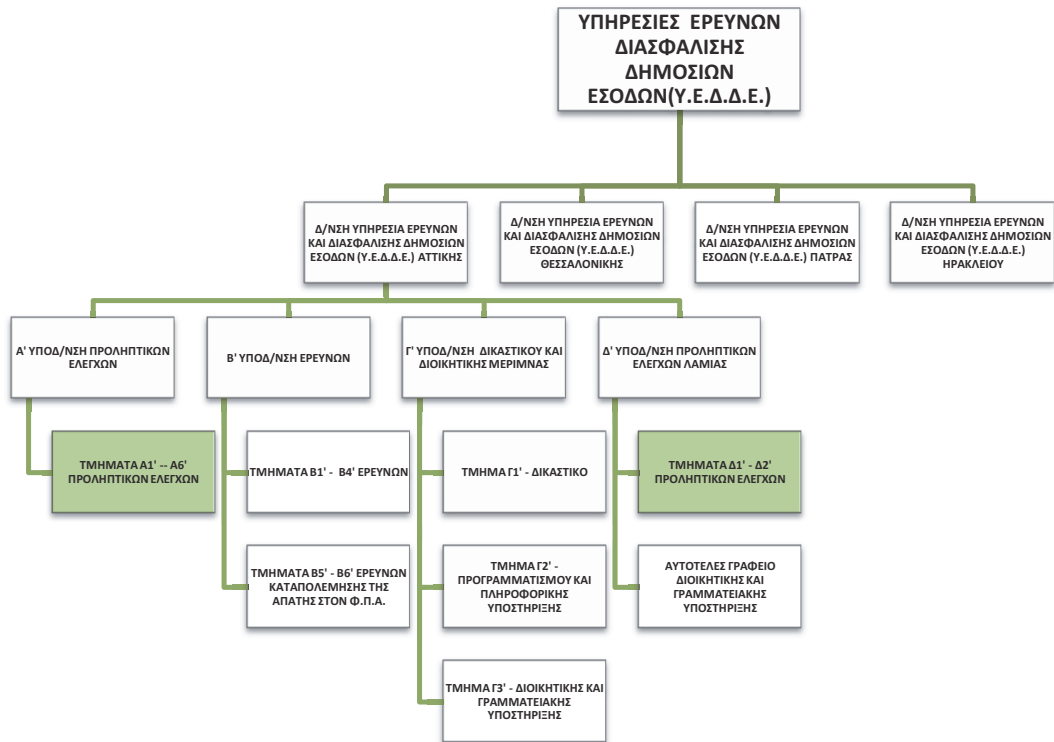 ΥΠΗΡΕΣΙΕΣ ΕΡΕΥΝΩΝ
ΔΙΑΣΦΑΛΙΣΗΣ
ΔΗΜΟΣΙΩΝ
ΕΣΟΔΩΝ(Υ.Ε.Δ.Δ.Ε.)
Δ/ΝΣΗ ΥΠΗΡΕΣΙΑ ΕΡΕΥΝΩΝ
ΚΑΙ ΔΙΑΣΦΑΛΙΣΗΣ ΔΗΜΟΣΙΩΝ
ΕΣΟΔΩΝ (Υ.Ε.Δ.Δ.Ε.) ΑΤΤΙΚΗΣ
Δ/ΝΣΗ ΥΠΗΡΕΣΙΑ ΕΡΕΥΝΩΝ
ΚΑΙ ΔΙΑΣΦΑΛΙΣΗΣ ΔΗΜΟΣΙΩΝ
ΕΣΟΔΩΝ (Υ.Ε.Δ.Δ.Ε.)
ΘΕΣΣΑΛΟΝΙΚΗΣ
Δ/ΝΣΗ ΥΠΗΡΕΣΙΑ ΕΡΕΥΝΩΝ
ΚΑΙ ΔΙΑΣΦΑΛΙΣΗΣ ΔΗΜΟΣΙΩΝ
ΕΣΟΔΩΝ (Υ.Ε.Δ.Δ.Ε.) ΠΑΤΡΑΣ
Δ/ΝΣΗ ΥΠΗΡΕΣΙΑ ΕΡΕΥΝΩΝ
ΚΑΙ ΔΙΑΣΦΑΛΙΣΗΣ ΔΗΜΟΣΙΩΝ
ΕΣΟΔΩΝ (Υ.Ε.Δ.Δ.Ε.)
ΗΡΑΚΛΕΙΟΥ
Α' ΥΠΟΔ/ΝΣΗ ΠΡΟΛΗΠΤΙΚΩΝ
ΕΛΕΓΧΩΝ
Β' ΥΠΟΔ/ΝΣΗ ΕΡΕΥΝΩΝ
Γ' ΥΠΟΔ/ΝΣΗ ΔΙΚΑΣΤΙΚΟΥ ΚΑΙ
ΔΙΟΙΚΗΤΙΚΗΣ ΜΕΡΙΜΝΑΣ
Δ' ΥΠΟΔ/ΝΣΗ ΠΡΟΛΗΠΤΙΚΩΝ
ΕΛΕΓΧΩΝ ΛΑΜΙΑΣ
ΤΜΗΜΑΤΑ Α1' -- Α6'
ΠΡΟΛΗΠΤΙΚΩΝ ΕΛΕΓΧΩΝ
ΤΜΗΜΑΤΑ Β1' - Β4' ΕΡΕΥΝΩΝ
ΤΜΗΜΑ Γ1' - ΔΙΚΑΣΤΙΚΟ
ΤΜΗΜΑΤΑ Δ1' - Δ2'
ΠΡΟΛΗΠΤΙΚΩΝ ΕΛΕΓΧΩΝ
ΤΜΗΜΑΤΑ Β5' - Β6' ΕΡΕΥΝΩΝ
ΚΑΤΑΠΟΛΕΜΗΣΗΣ ΤΗΣ
ΑΠΑΤΗΣ ΣΤΟΝ Φ.Π.Α.
ΤΜΗΜΑ Γ2' -
ΠΡΟΓΡΑΜΜΑΤΙΣΜΟΥ ΚΑΙ
ΠΛΗΡΟΦΟΡΙΚΗΣ
ΥΠΟΣΤΗΡΙΞΗΣ
ΑΥΤΟΤΕΛΕΣ ΓΡΑΦΕΙΟ
ΔΙΟΙΚΗΤΙΚΗΣ ΚΑΙ
ΓΡΑΜΜΑΤΕΙΑΚΗΣ
ΥΠΟΣΤΗΡΙΞΗΣ
ΤΜΗΜΑ Γ3' - ΔΙΟΙΚΗΤΙΚΗΣ ΚΑΙ
ΓΡΑΜΜΑΤΕΙΑΚΗΣ
ΥΠΟΣΤΗΡΙΞΗΣ